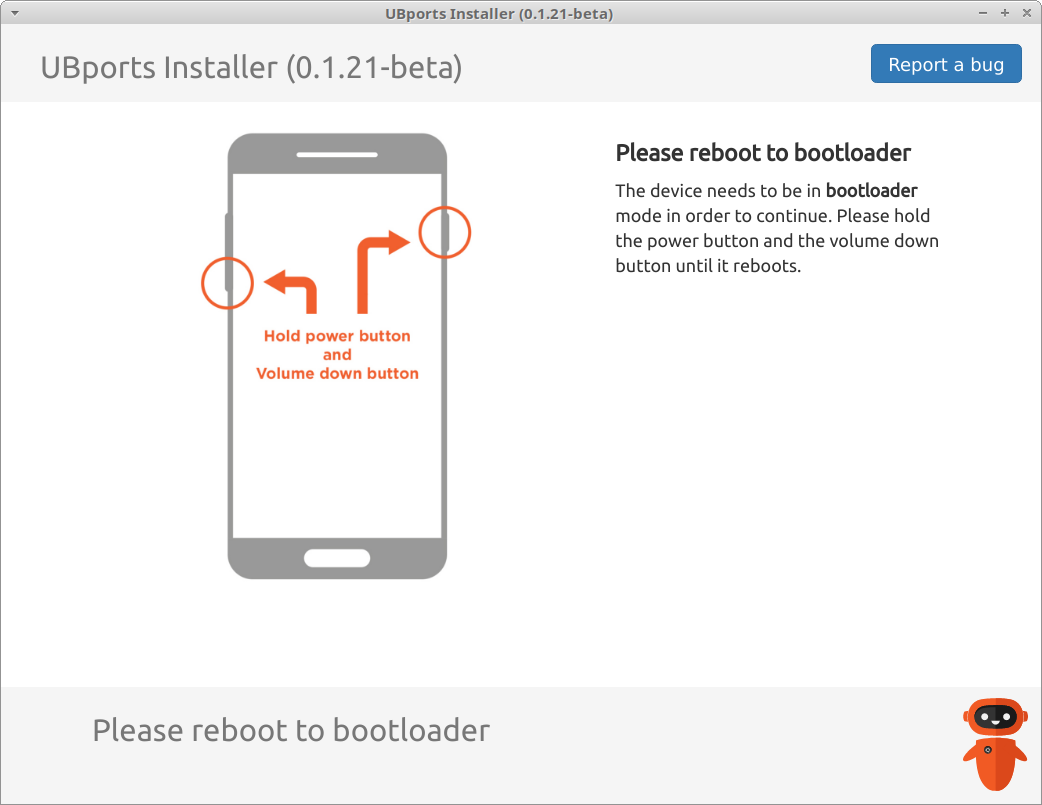 UBports Installer (0.1.21-beta)
UBports Installer (0.1.21-beta)
Report a bug
Hold power button
and
Volume down button
Please reboot to bootloader
The device needs to be in bootloader
mode in order to continue. Please hold
the power button and the volume down
button until it reboots.
Please reboot to bootloader